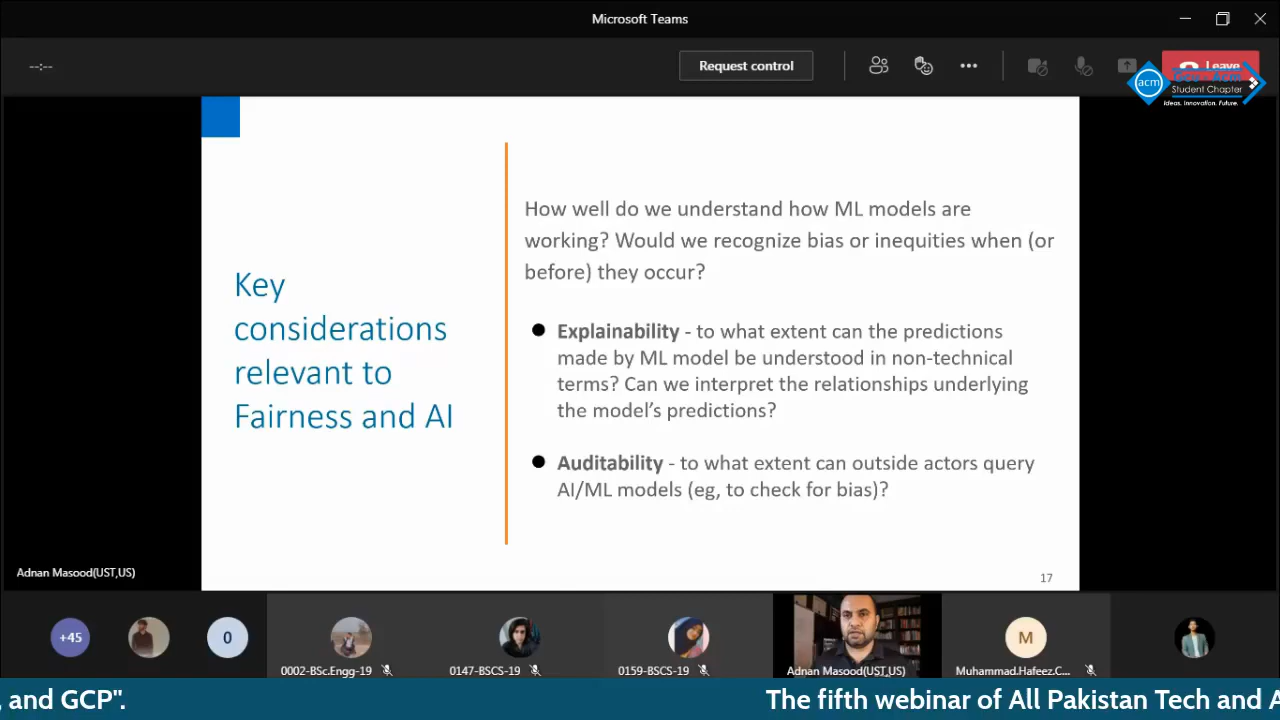 Microsoft Teams
--:--
Request control
Leave
acm
Student Chapter
Ideas. Innovation. Future.
Key
considerations
relevant to
Fairness and AI
How well do we understand how ML models are
working? Would we recognize bias or inequities when (or
before) they occur?
● Explainability - to what extent can the predictions
made by ML model be understood in non-technical
terms? Can we interpret the relationships underlying
the model's predictions?
● Auditability - to what extent can outside actors query
AI/ML models (eg, to check for bias)?
17
Adnan Masood(UST,US)
+45
0
0002-BSc.Engg-19
0147-BSCS-19
0159-BSCS-19
Adnan Masood(UST,US)
M
Muhammad.Hafeez.C...
, and GCP".
The fifth webinar of All Pakistan Tech and A